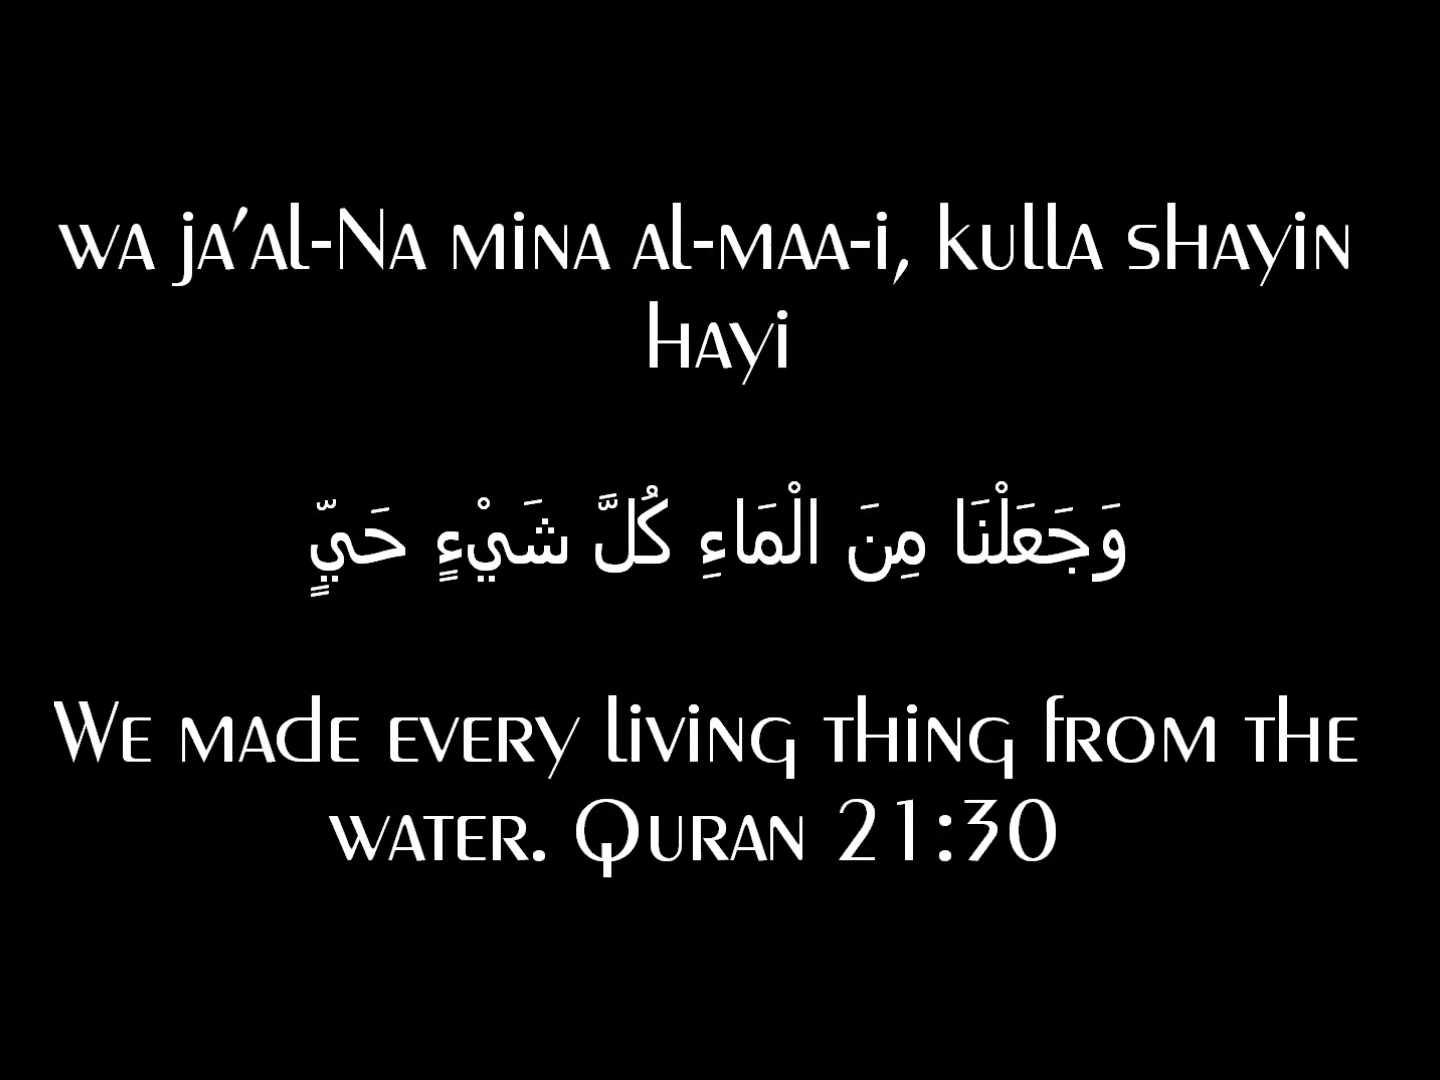 wa ja'al-Na mina al-maa-i, kulla shayin
hayi
وَجَعَلْنَا مِنَ الْمَاءِ كُلَّ شَيْءٍ حَيٍّ
We made every living thing from the
water. Quran 21:30